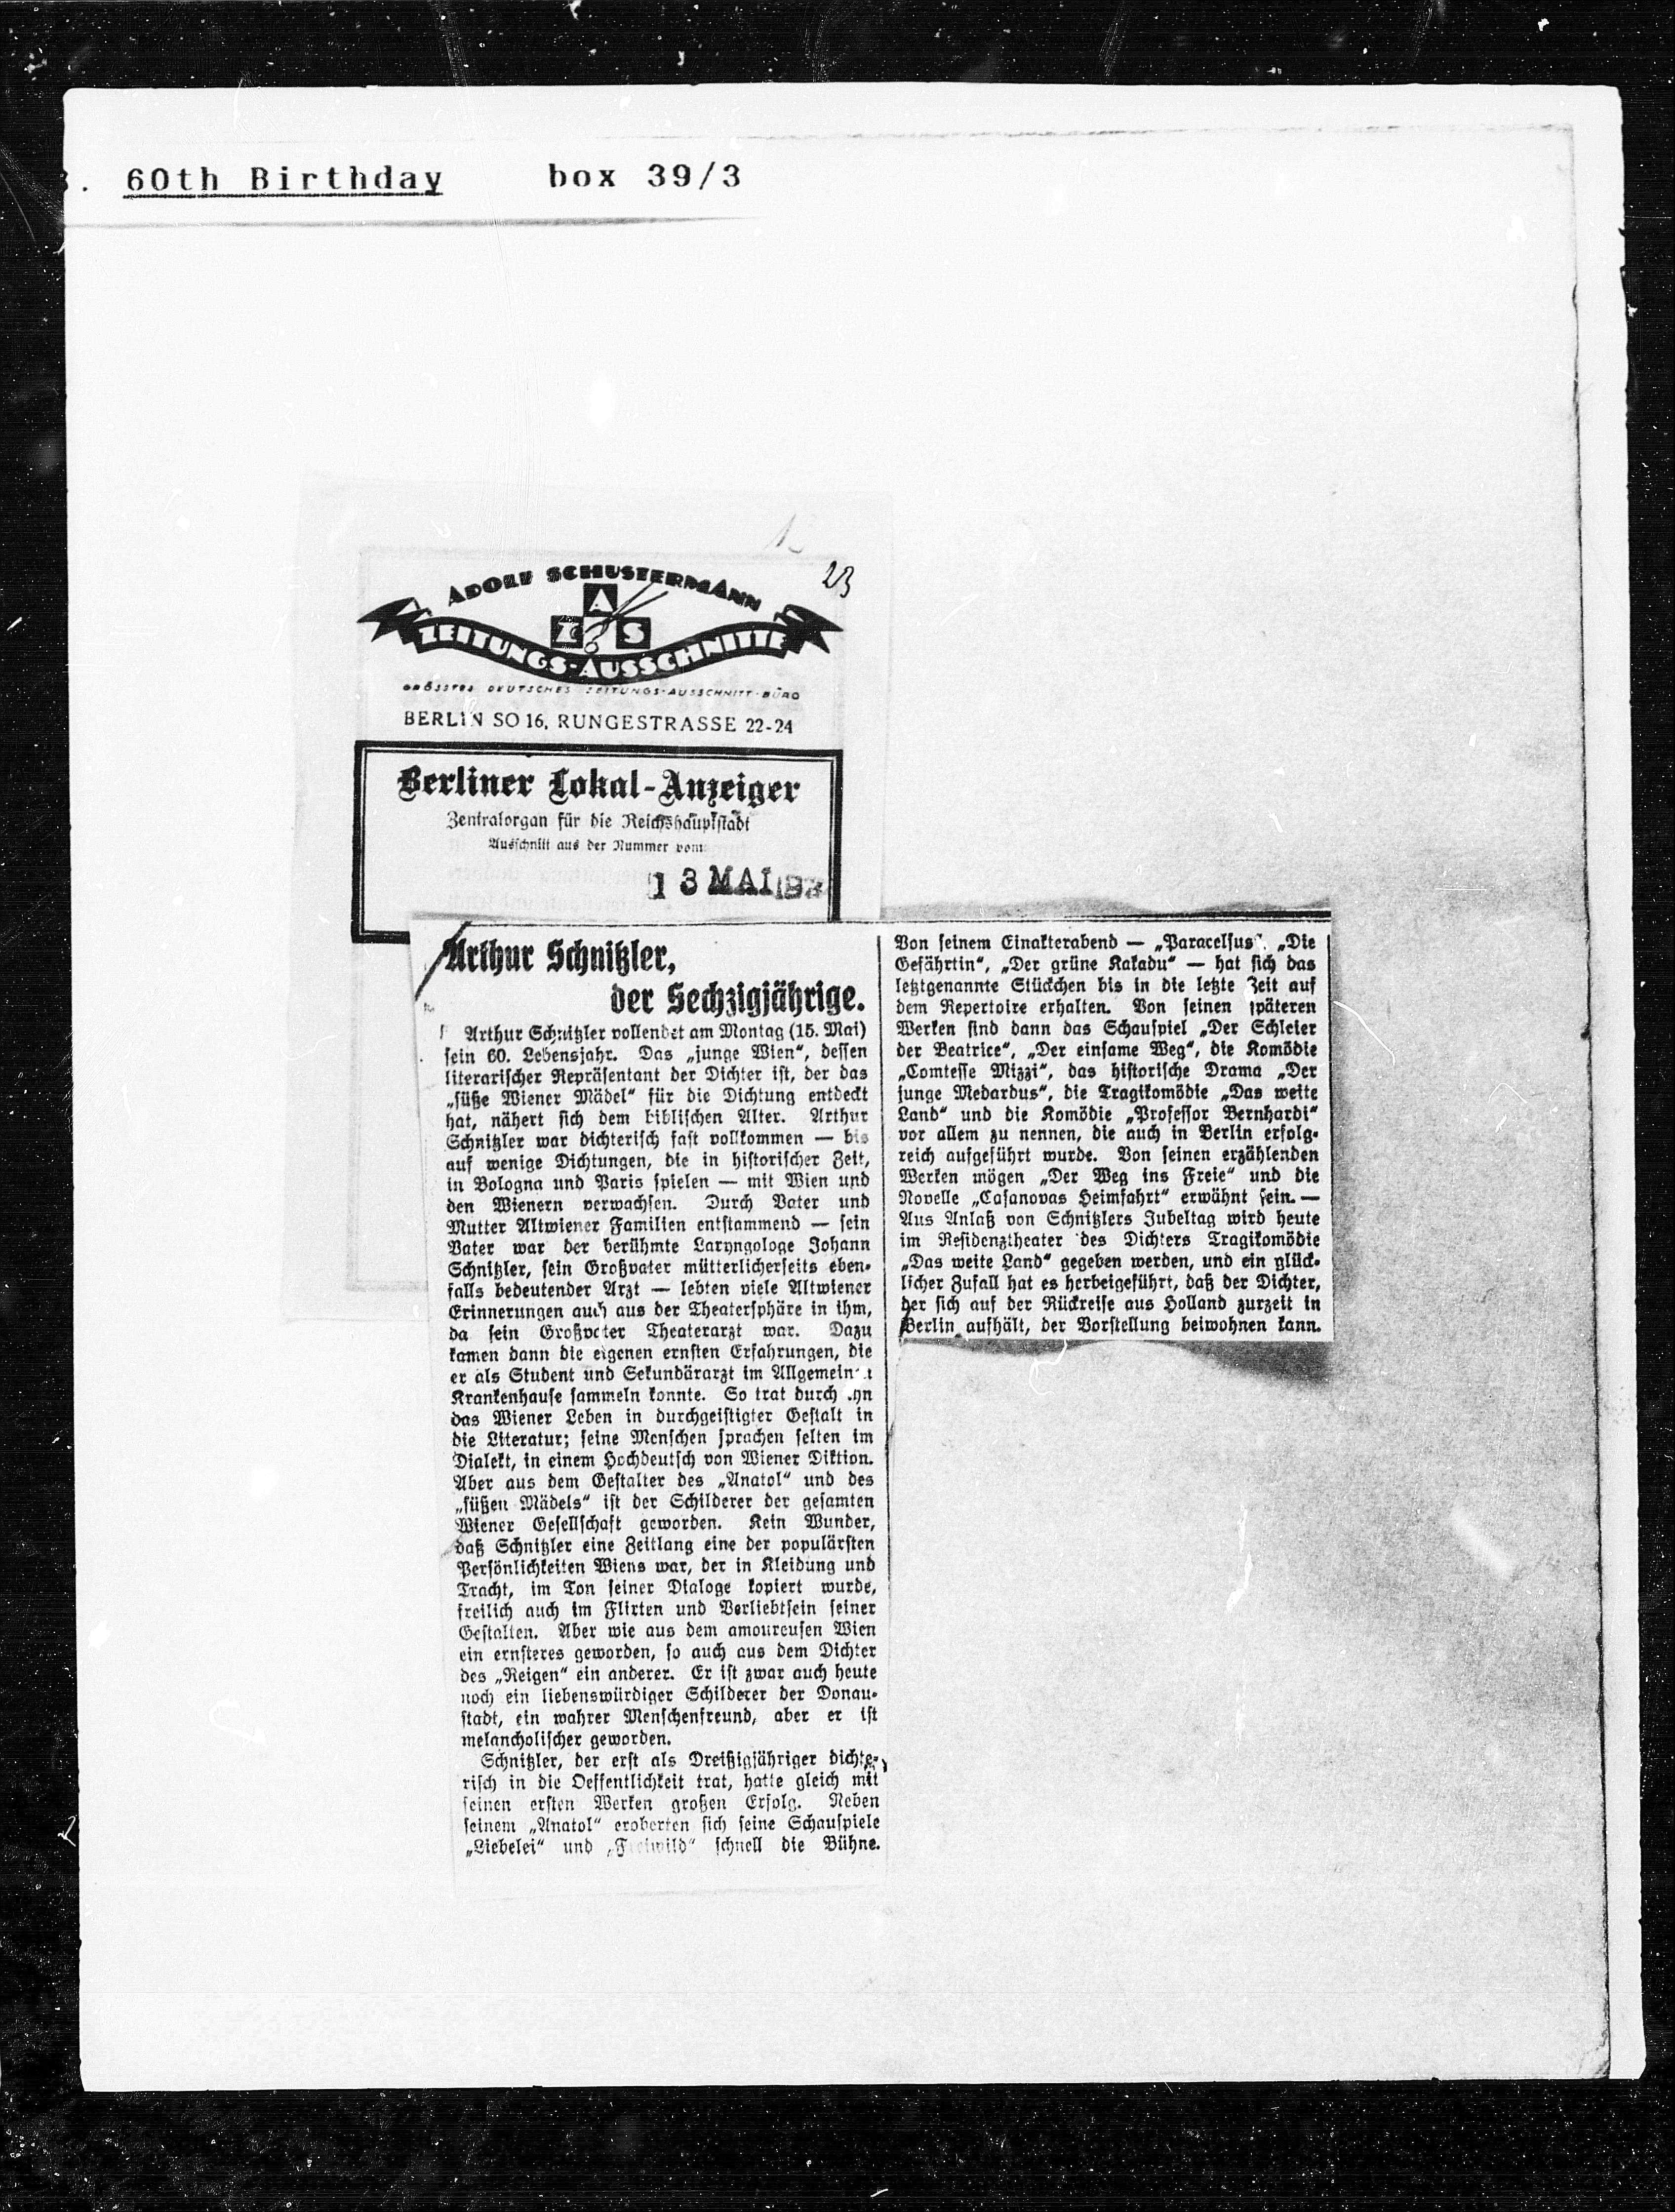 60th Birthday box 39/3
23
ADOLF SCHUSTERMANN
A
Z S
ZEITUNGS-AUSSCHNITTE
GRÖSSTES DEUTSCHES ZEITUNGS-AUSSCHNITT-BÜRO
BERLIN SO 16, RUNGESTRASSE 22-24
Berliner Lokal-Anzeiger
Zentralorgan für die Reichshauptstadt
Ausschnitt aus der Nummer vom:
13 MAI
Arthur Schnitzler,
der Sechzigjährige.
Arthur Schnitzler vollendet am Montag (15. Mai)
sein 60. Lebensjahr. Das „junge Wien“, dessen
literarischer Repräsentant der Dichter ist, der das
„süße Wiener Mädel“ für die Dichtung entdeckt
hat, nähert sich dem biblischen Alter. Arthur
Schnitzler war dichterisch fast vollkommen — bis
auf wenige Dichtungen, die in historischer Zeit,
in Bologna und Paris spielen — mit Wien und
den Wienern verwachsen. Durch Vater und
Mutter Altwiener Familien entstammend — sein
Vater war der berühmte Laryngologe Johann
Schnitzler, sein Großvater mütterlicherseits eben-
falls bedeutender Arzt — lebten viele Altwiener
Erinnerungen auch aus der Theatersphäre in ihm,
da sein Großvater Theaterarzt war. Dazu
kamen dann die eigenen ernsten Erfahrungen, die
er als Student und Sekundärarzt im Allgemeinen
Krankenhause sammeln konnte. So trat durch ihn
das Wiener Leben in durchgeistigter Gestalt in
die Literatur; seine Menschen sprachen selten im
Dialekt, in einem Hochdeutsch von Wiener Diktion.
Aber aus dem Gestalter des „Anatol“ und des
„süßen Mädels“ ist der Schilderer der gesamten
Wiener Gesellschaft geworden. Kein Wunder,
daß Schnitzler eine Zeitlang eine der populärsten
Persönlichkeiten Wiens war, der in Kleidung und
Tracht, im Ton seiner Dialoge kopiert wurde,
freilich auch im Flirten und Verliebtsein seiner
Gestalten. Aber wie aus dem amoureusen Wien
ein ernsteres geworden, so auch aus dem Dichter
des „Reigen“ ein anderer. Er ist zwar auch heute
noch ein liebenswürdiger Schilderer der Donau-
stadt, ein wahrer Menschenfreund, aber er ist
melancholischer geworden.
Schnitzler, der erst als Dreißigjähriger dichte-
risch in die Oeffentlichkeit trat, hatte gleich mit
seinen ersten Werken großen Erfolg. Neben
seinem „Anatol“ eroberten sich seine Schauspiele
„Liebelei“ und „Freiwild“ schnell die Bühne.
Von seinem Einakterabend — „Paracelsus“, „Die
Gefährtin“, „Der grüne Kakadu“ — hat sich das
letztgenannte Stückchen bis in die letzte Zeit auf
dem Repertoire erhalten. Von seinen späteren
Werken sind dann das Schauspiel „Der Schleier
der Beatrice“, „Der einsame Weg“, die Komödie
„Comtesse Mizzi“, das historische Drama „Der
junge Medardus“, die Tragikomödie „Das weite
Land“ und die Komödie „Professor Bernhardi“
vor allem zu nennen, die auch in Berlin erfolg-
reich aufgeführt wurde. Von seinen erzählenden
Werken mögen „Der Weg ins Freie“ und die
Novelle „Casanovas Heimfahrt“ erwähnt sein. —
Aus Anlaß von Schnitzlers Jubeltag wird heute
im Residenztheater des Dichters Tragikomödie
„Das weite Land“ gegeben werden, und ein glück-
licher Zufall hat es herbeigeführt, daß der Dichter,
der sich auf der Rückreise aus Holland zurzeit in
Berlin aufhält, der Vorstellung beiwohnen kann.